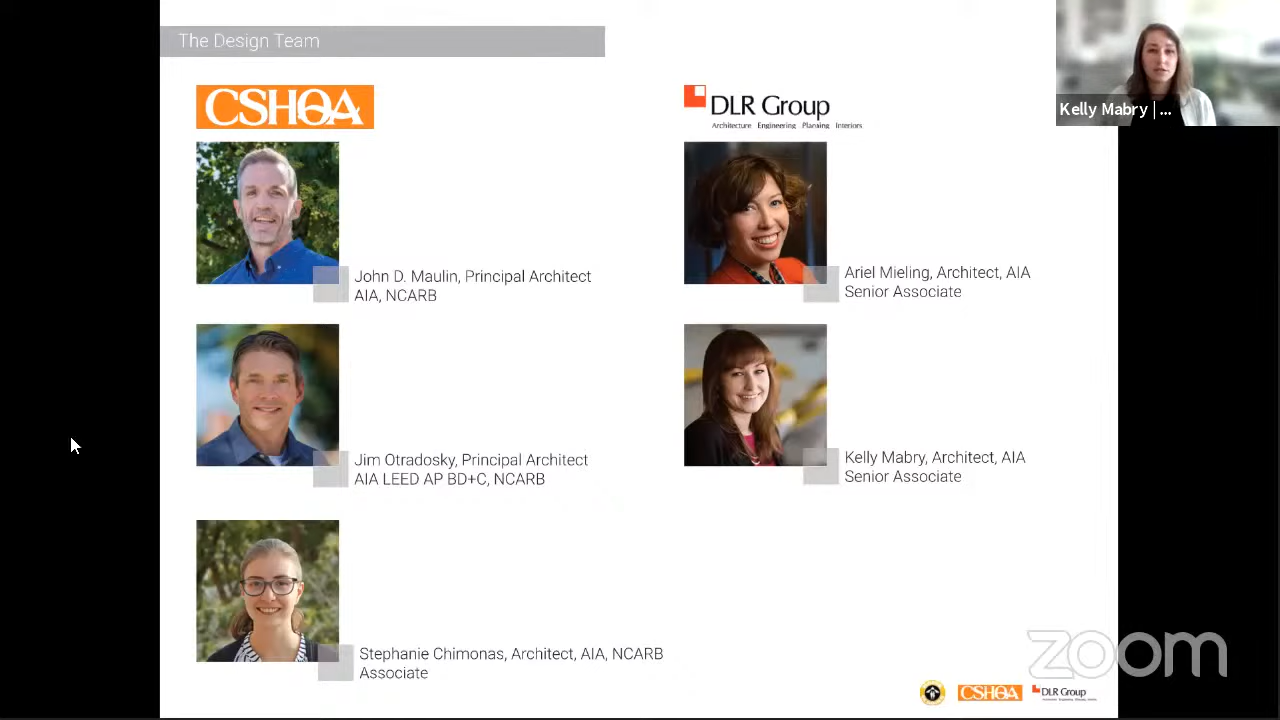 The Design Team
CSHQA
DLR Group
Architecture Engineering Planning Interiors
Kelly Mabry | ...
John D. Maulin, Principal Architect
AIA, NCARB
Ariel Mieling, Architect, AIA
Senior Associate
Jim Otradosky, Principal Architect
AIA LEED AP BD+C, NCARB
Kelly Mabry, Architect, AIA
Senior Associate
Stephanie Chimonas, Architect, AIA, NCARB
Associate
zoom
CSHQA
DLR Group